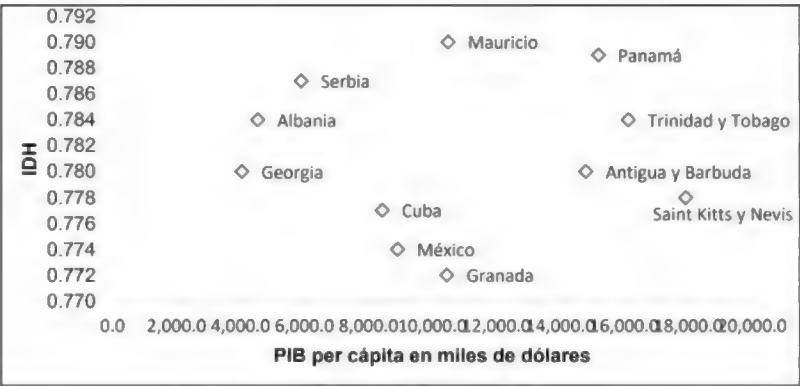 0.792
0.790
0.788
0.786
0.784
0.782
0.780
0.778
0.776
0.774
0.772
0.770
IDH
Mauricio
Panamá
Serbia
Albania
Trinidad y Tobago
Georgia
Antigua y Barbuda
Cuba
Saint Kitts y Nevis
México
Granada
0.0 2,000.0 4,000.0 6,000.0 8,000.0 10,000.0 12,000.0 14,000.0 16,000.0 18,000.0 20,000.0
PIB per cápita en miles de dólares